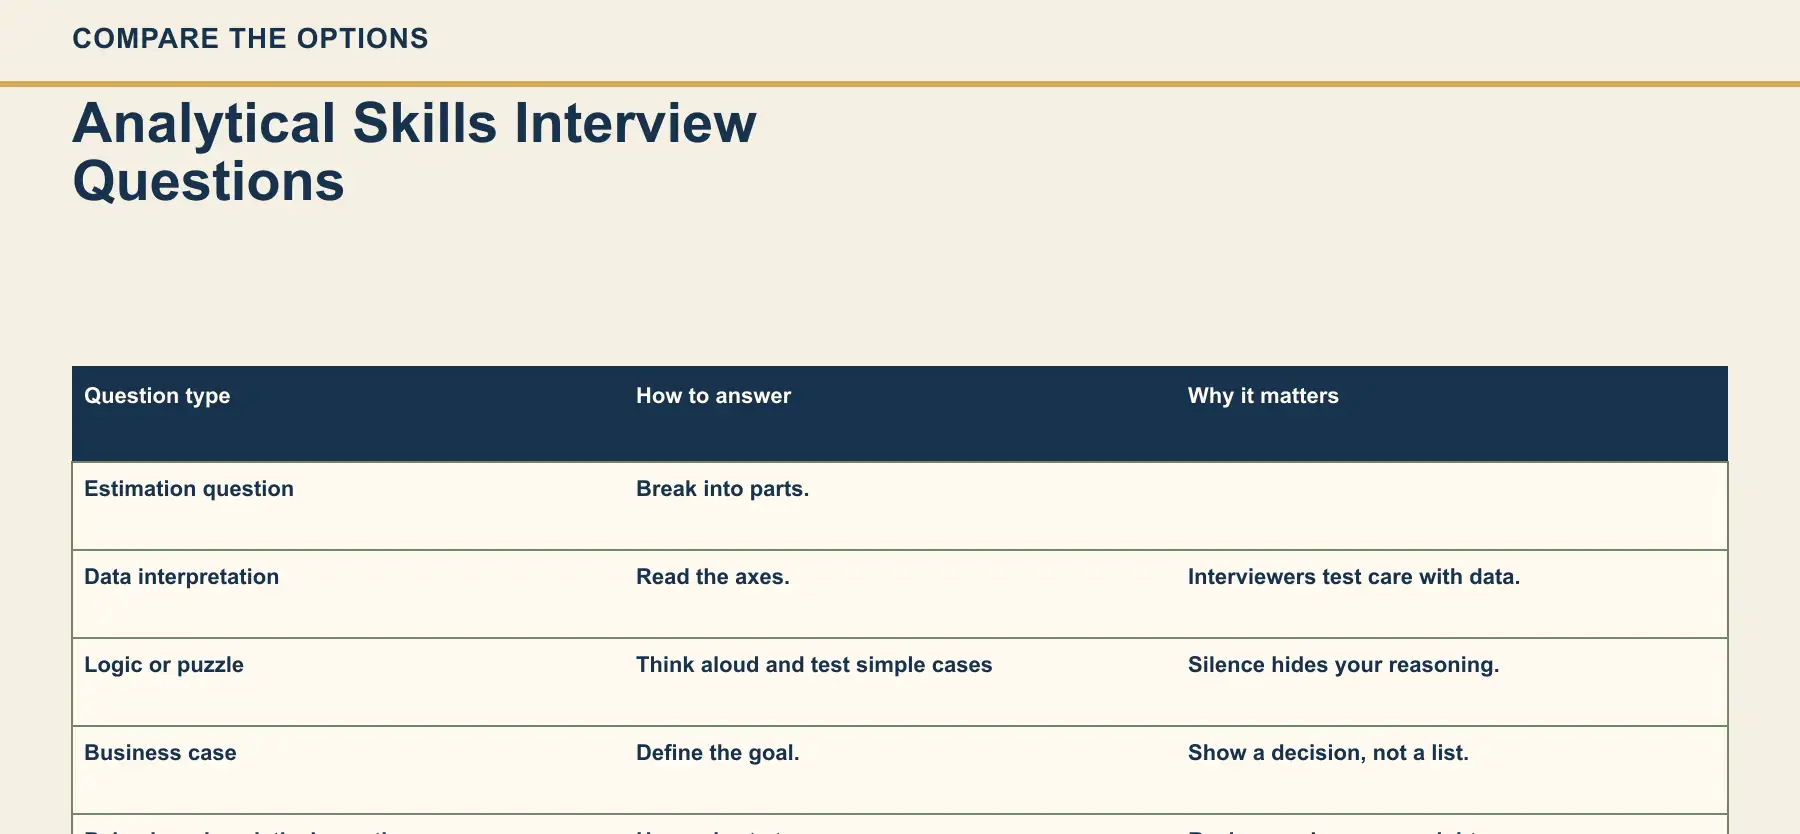 COMPARE THE OPTIONS
Analytical Skills Interview
Questions
Question type How to answer Why it matters
Estimation question Break into parts.
Data interpretation Read the axes. Interviewers test care with data.
Logic or puzzle Think aloud and test simple cases Silence hides your reasoning.
Business case Define the goal. Show a decision, not a list.